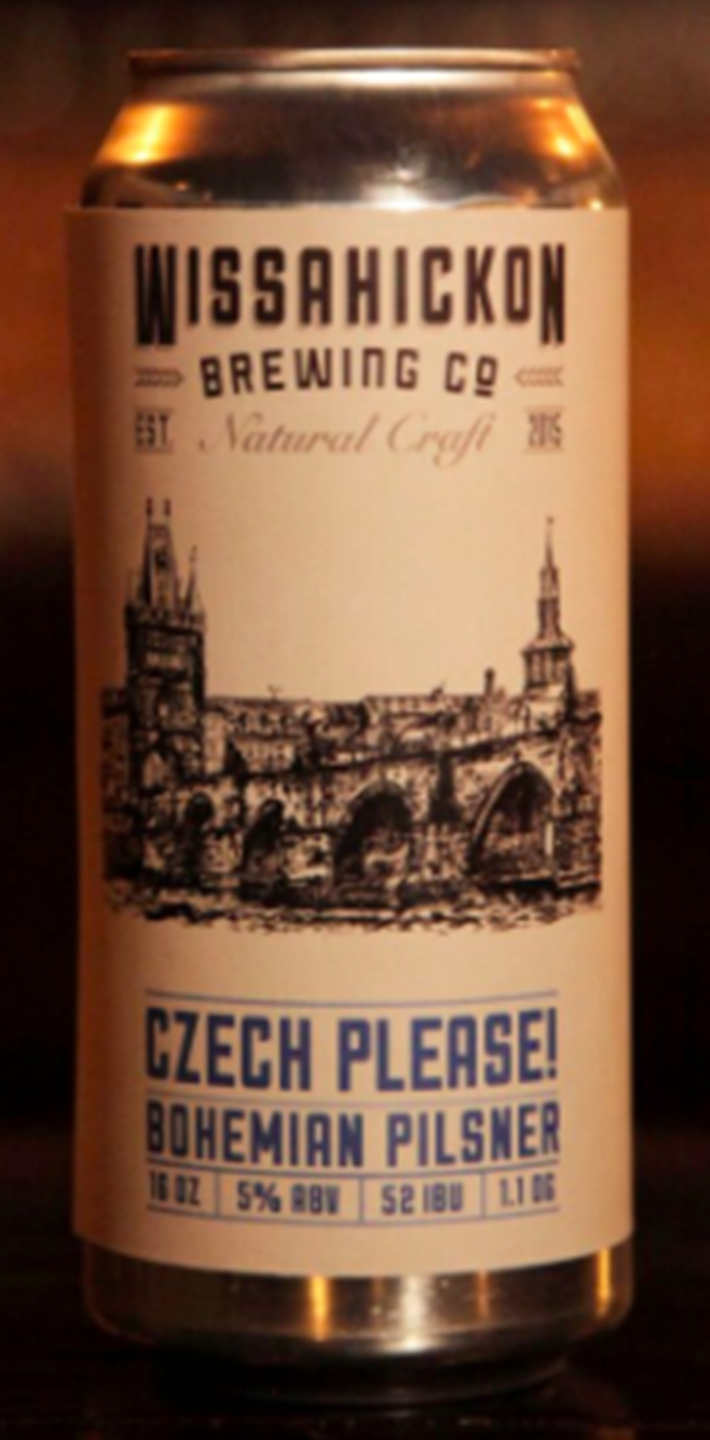 WISSAHICKON
BREWING CO
EST. Natural Craft 2015
CZECH PLEASE!
BOHEMIAN PILSNER
16 OZ 5% ABV 52 IBU 1.1 OG